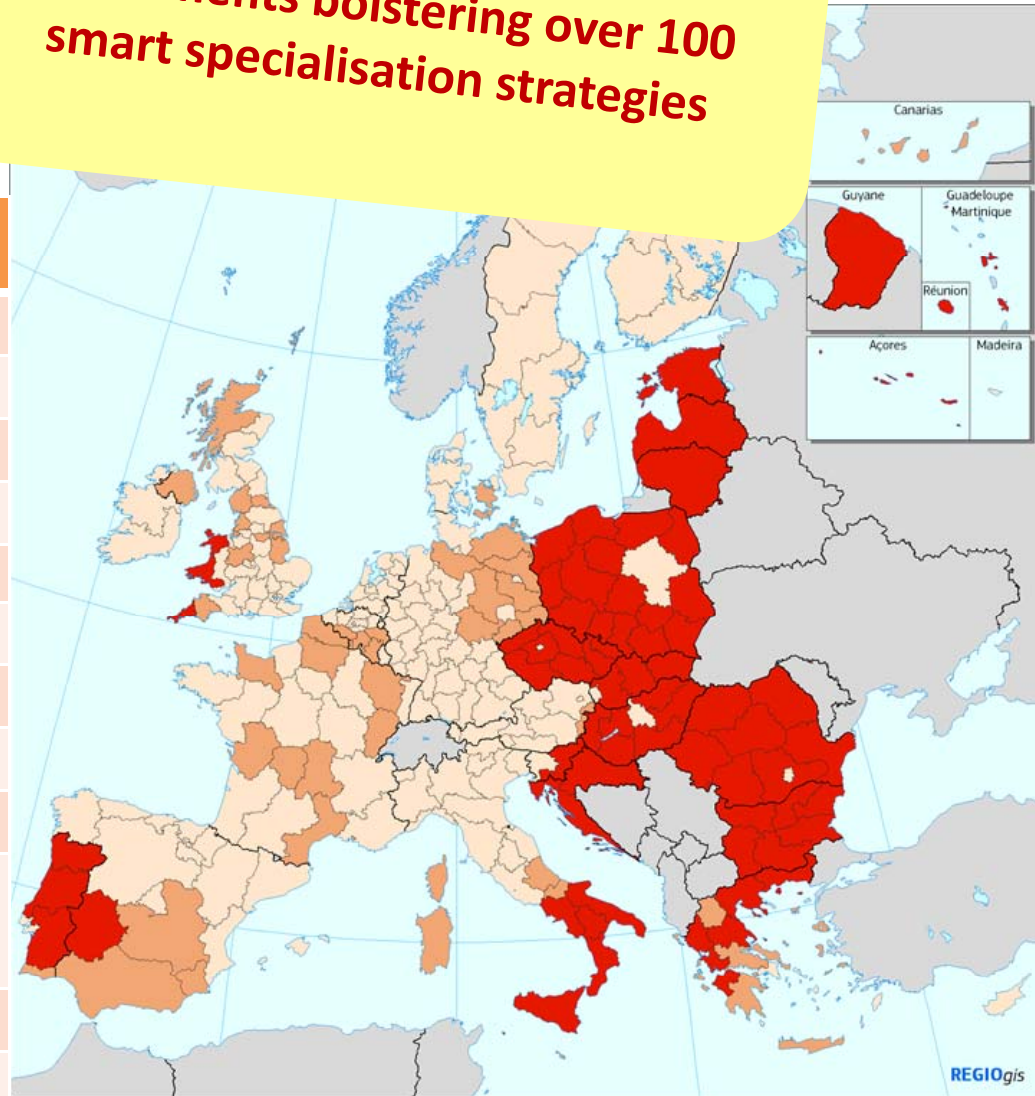 bolstering over 100
smart specialisation strategies
Canarias
Guyane
Guadeloupe
Martinique
Réunion
Açores
Madeira
REGIOgis